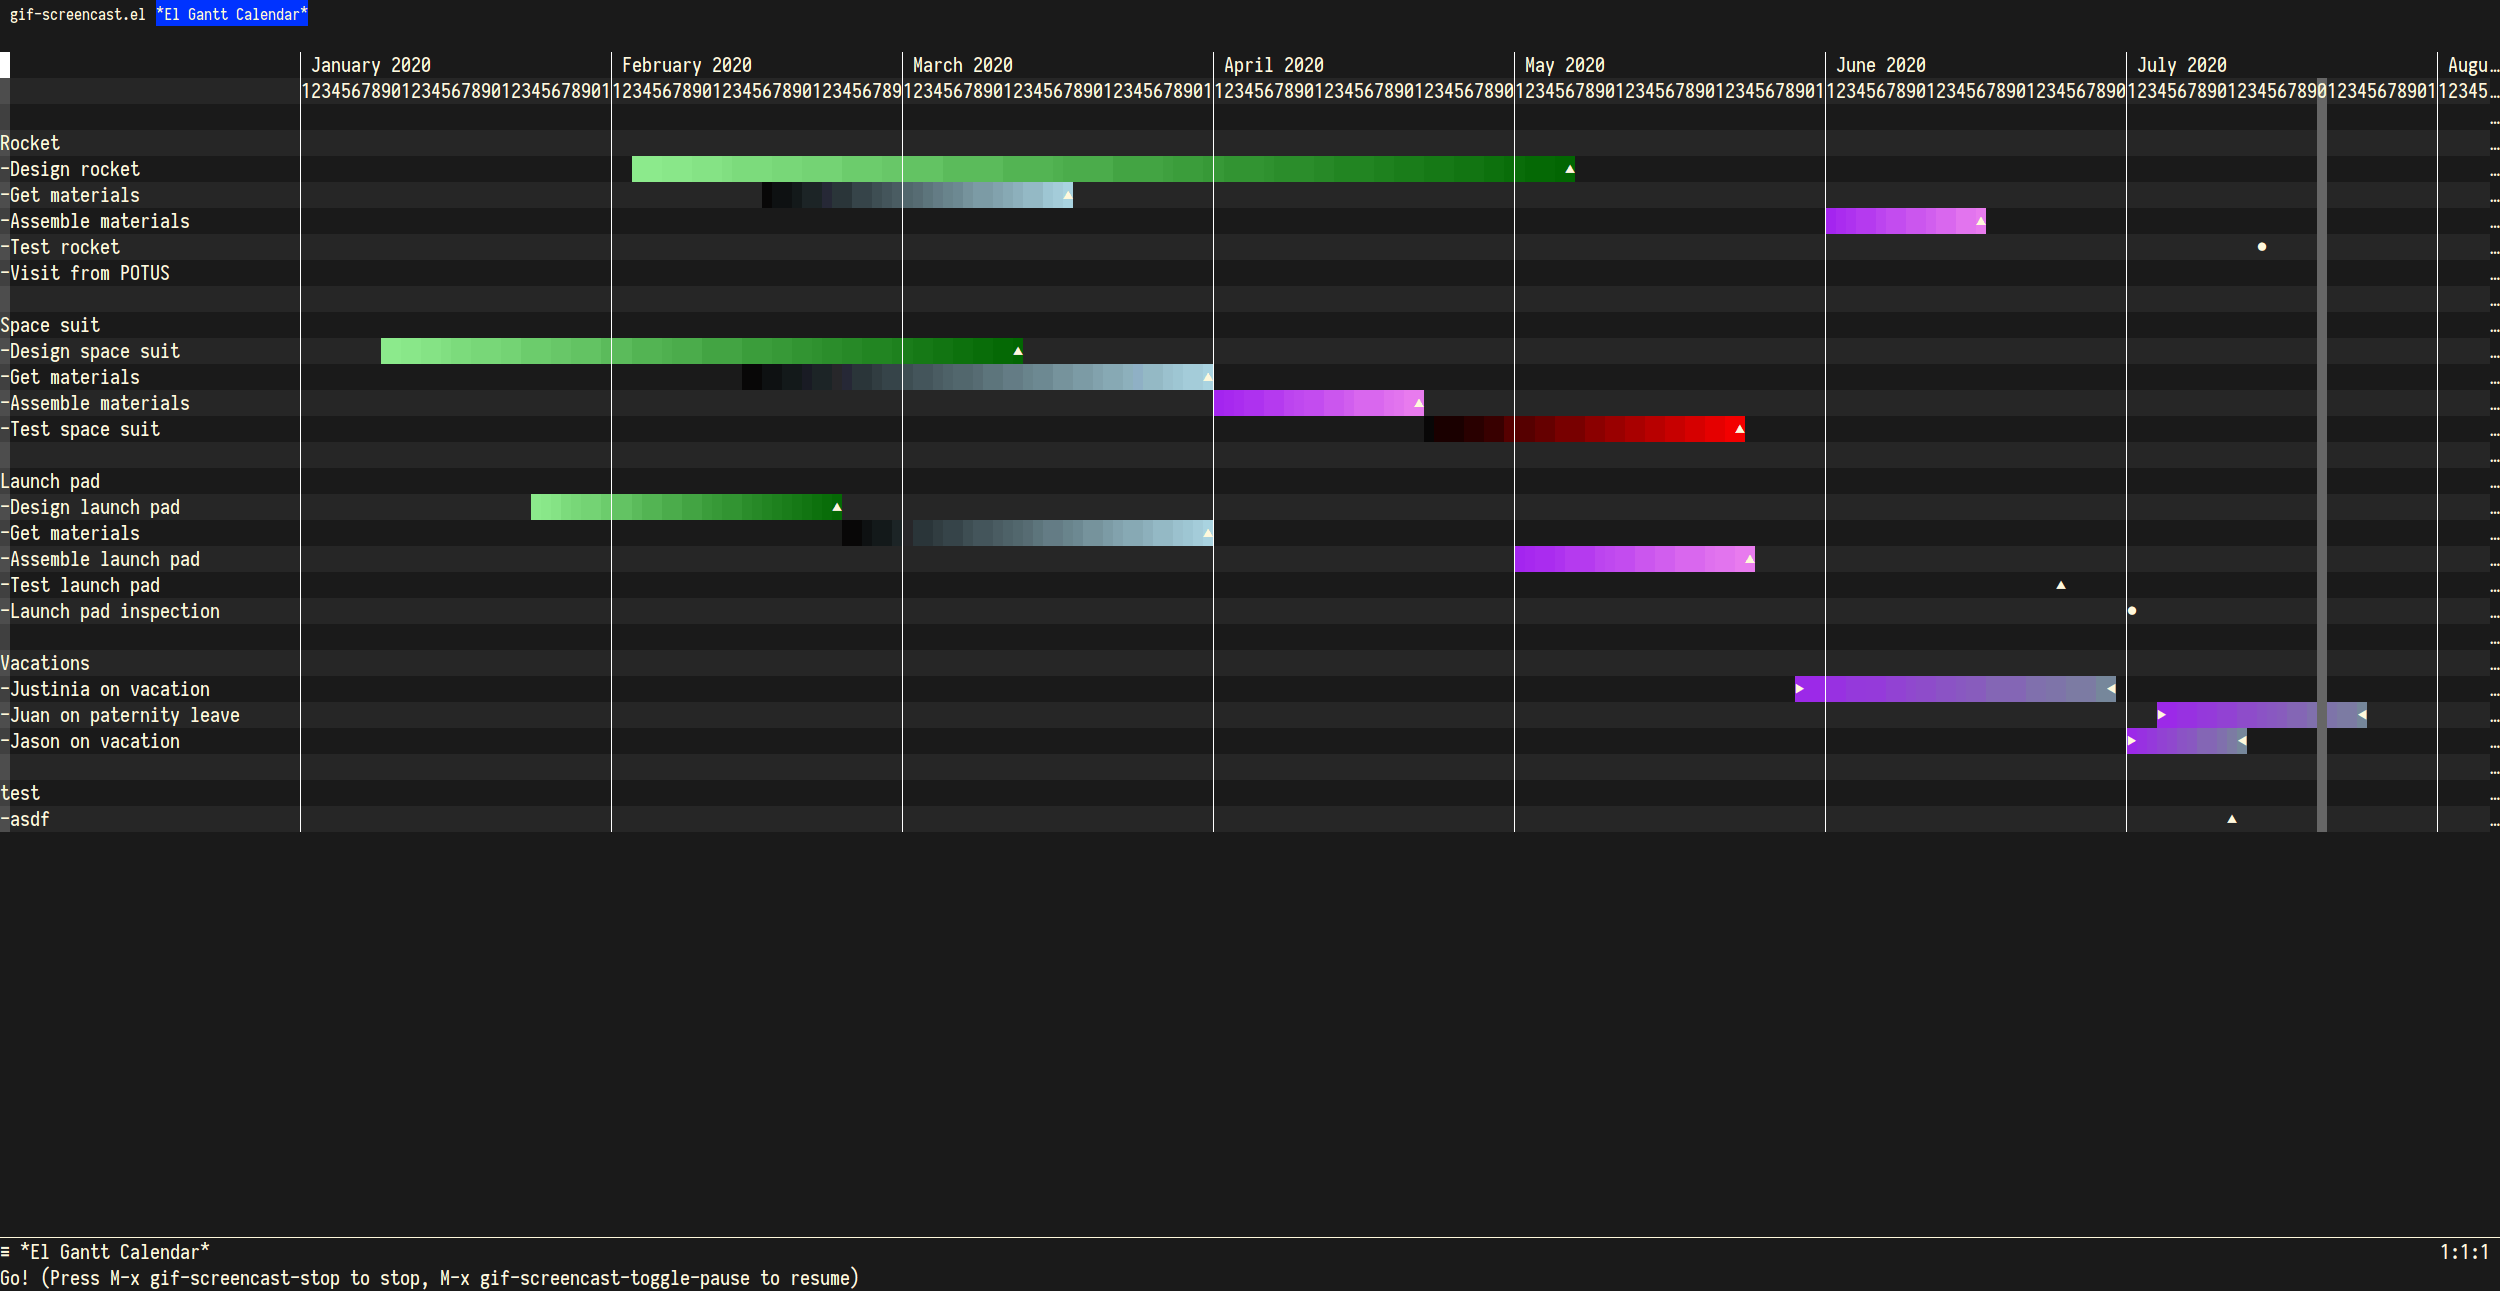 gif-screencast.el *El Gantt Calendar*
January 2020 February 2020 March 2020 April 2020 May 2020 June 2020 July 2020 Augu…
1234567890123456789012345678901 12345678901234567890123456789 1234567890123456789012345678901 123456789012345678901234567890 1234567890123456789012345678901 123456789012345678901234567890 1234567890123456789012345678901 12345…
Rocket
-Design rocket
-Get materials
-Assemble materials
-Test rocket
-Visit from POTUS
Space suit
-Design space suit
-Get materials
-Assemble materials
-Test space suit
Launch pad
-Design launch pad
-Get materials
-Assemble launch pad
-Test launch pad
-Launch pad inspection
Vacations
-Justinia on vacation
-Juan on paternity leave
-Jason on vacation
test
-asdf
≡ *El Gantt Calendar* 1:1:1
Go! (Press M-x gif-screencast-stop to stop, M-x gif-screencast-toggle-pause to resume)